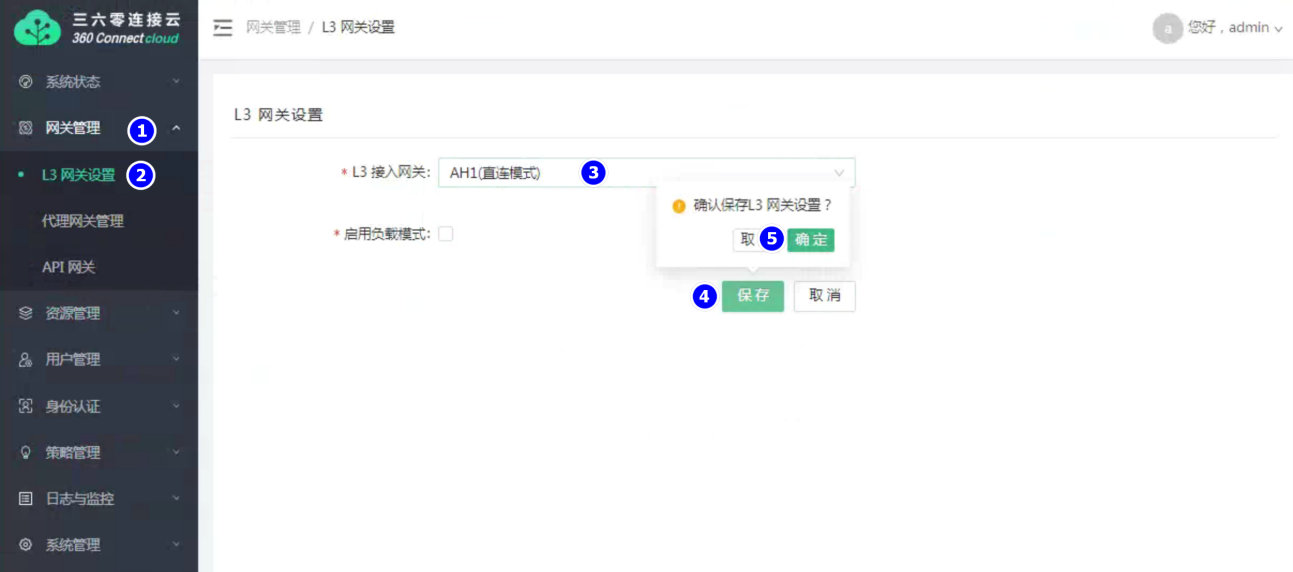 三六零连接云
360 Connect cloud
网关管理 / L3 网关设置
a 您好，admin
系统状态
网关管理 1
L3 网关设置 2
代理网关管理
API 网关
资源管理
用户管理
身份认证
策略管理
日志与监控
系统管理
L3 网关设置
* L3 接入网关: AH1(直连模式) 3
确认保存L3 网关设置？
取 5 确定
* 启用负载模式:
4 保存 取消